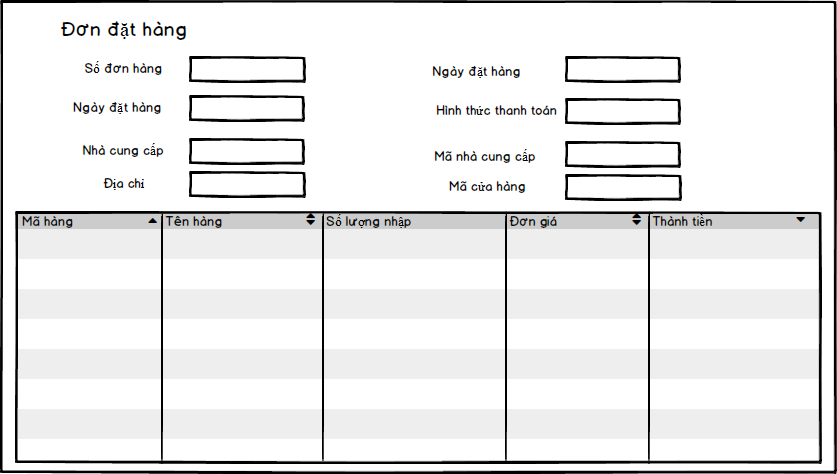 Đơn đặt hàng
Số đơn hàng
Ngày đặt hàng
Ngày đặt hàng
Hình thức thanh toán
Nhà cung cấp
Mã nhà cung cấp
Địa chỉ
Mã cửa hàng
Mã hàng Tên hàng Số lượng nhập Đơn giá Thành tiền